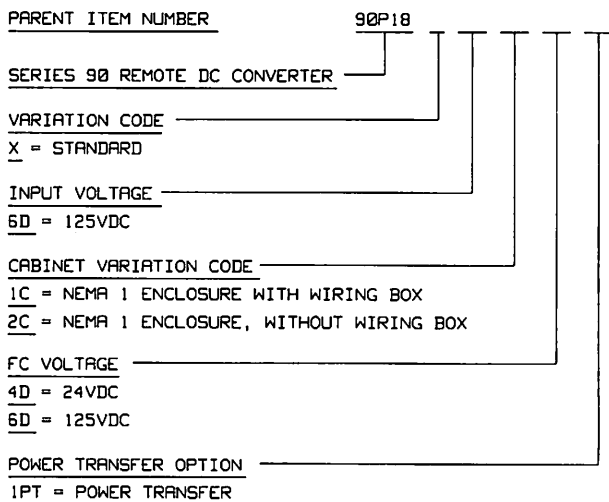 PARENT ITEM NUMBER 90P18
SERIES 90 REMOTE DC CONVERTER
VARIATION CODE
X = STANDARD
INPUT VOLTAGE
6D = 125VDC
CABINET VARIATION CODE
1C = NEMA 1 ENCLOSURE WITH WIRING BOX
2C = NEMA 1 ENCLOSURE, WITHOUT WIRING BOX
FC VOLTAGE
4D = 24VDC
6D = 125VDC
POWER TRANSFER OPTION
1PT = POWER TRANSFER